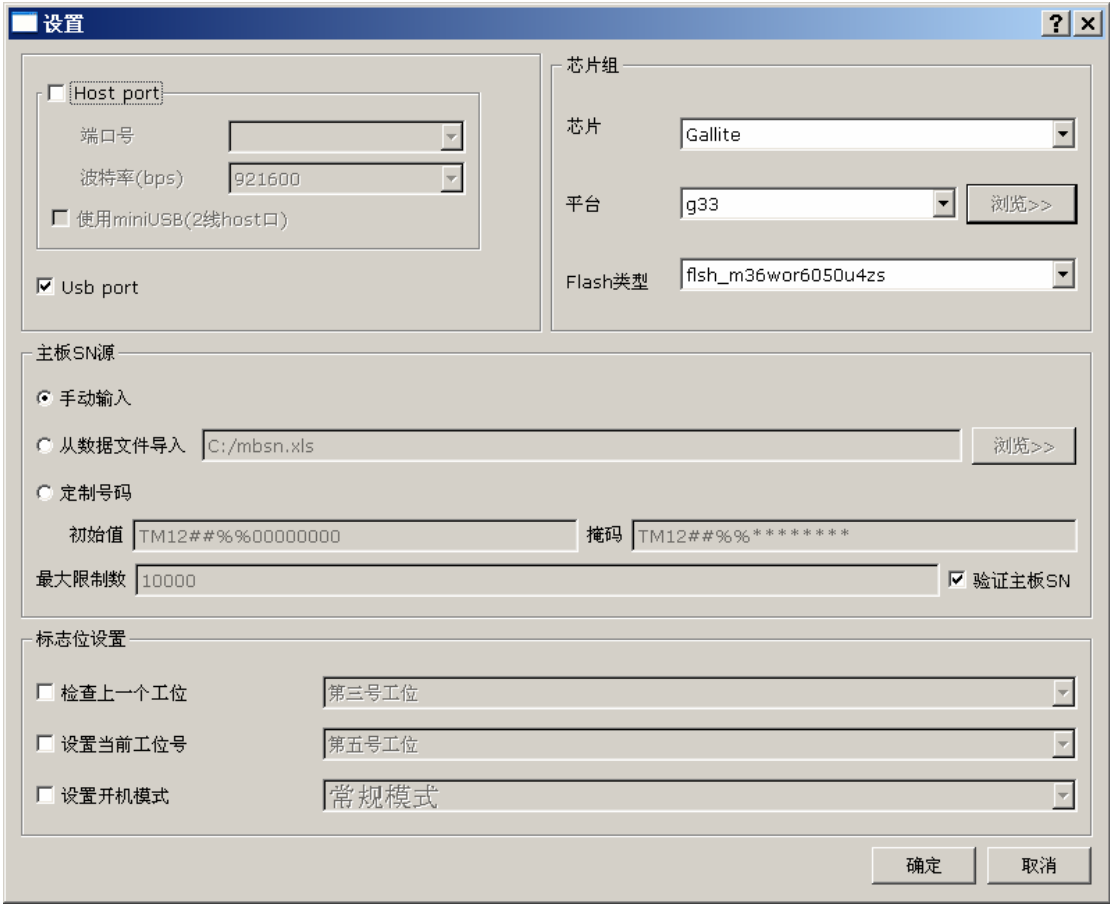 设置
Host port
端口号
波特率(bps) 921600
使用miniUSB(2线host口)
Usb port
芯片组
芯片 Gallite
平台 g33 浏览>>
Flash类型 flsh_m36wor6050u4zs
主板SN源
手动输入
从数据文件导入 C:/mbsn.xls 浏览>>
定制号码
初始值 TM12##%%00000000 掩码 TM12##%%********
最大限制数 10000 验证主板SN
标志位设置
检查上一个工位 第三号工位
设置当前工位号 第五号工位
设置开机模式 常规模式
确定 取消